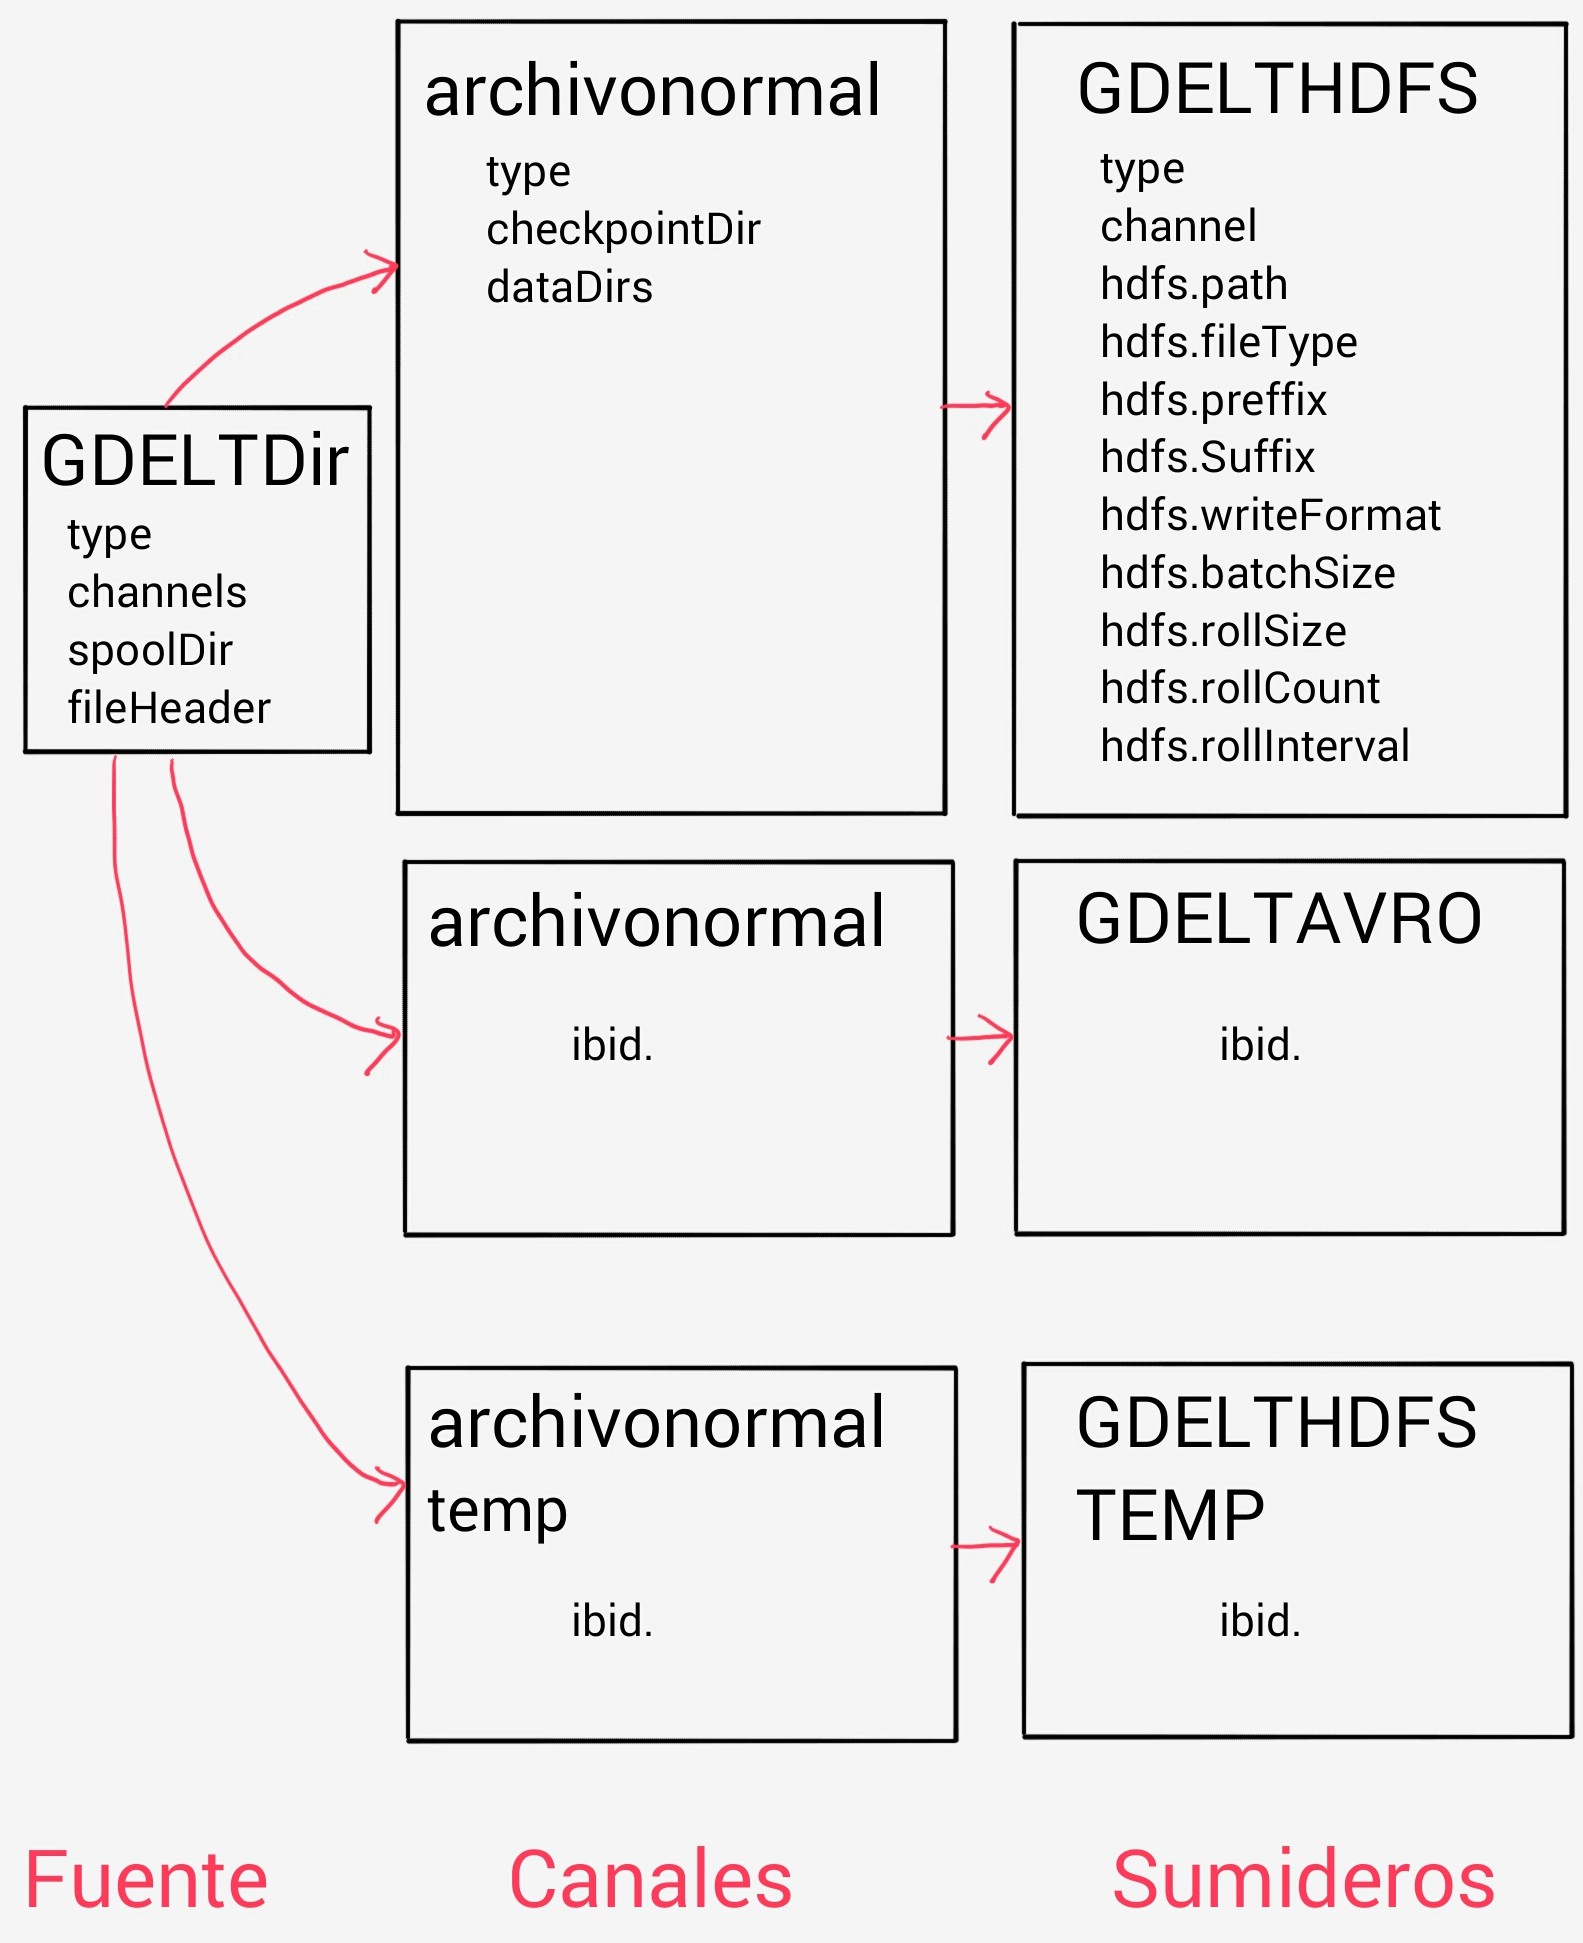 GDELTDir
type
channels
spoolDir
fileHeader
archivonormal
type
checkpointDir
dataDirs
GDELTHDFS
type
channel
hdfs.path
hdfs.fileType
hdfs.preffix
hdfs.Suffix
hdfs.writeFormat
hdfs.batchSize
hdfs.rollSize
hdfs.rollCount
hdfs.rollInterval
archivonormal
ibid.
GDELTAVRO
ibid.
archivonormal
temp
ibid.
GDELTHDFS
TEMP
ibid.
Fuente
Canales
Sumideros